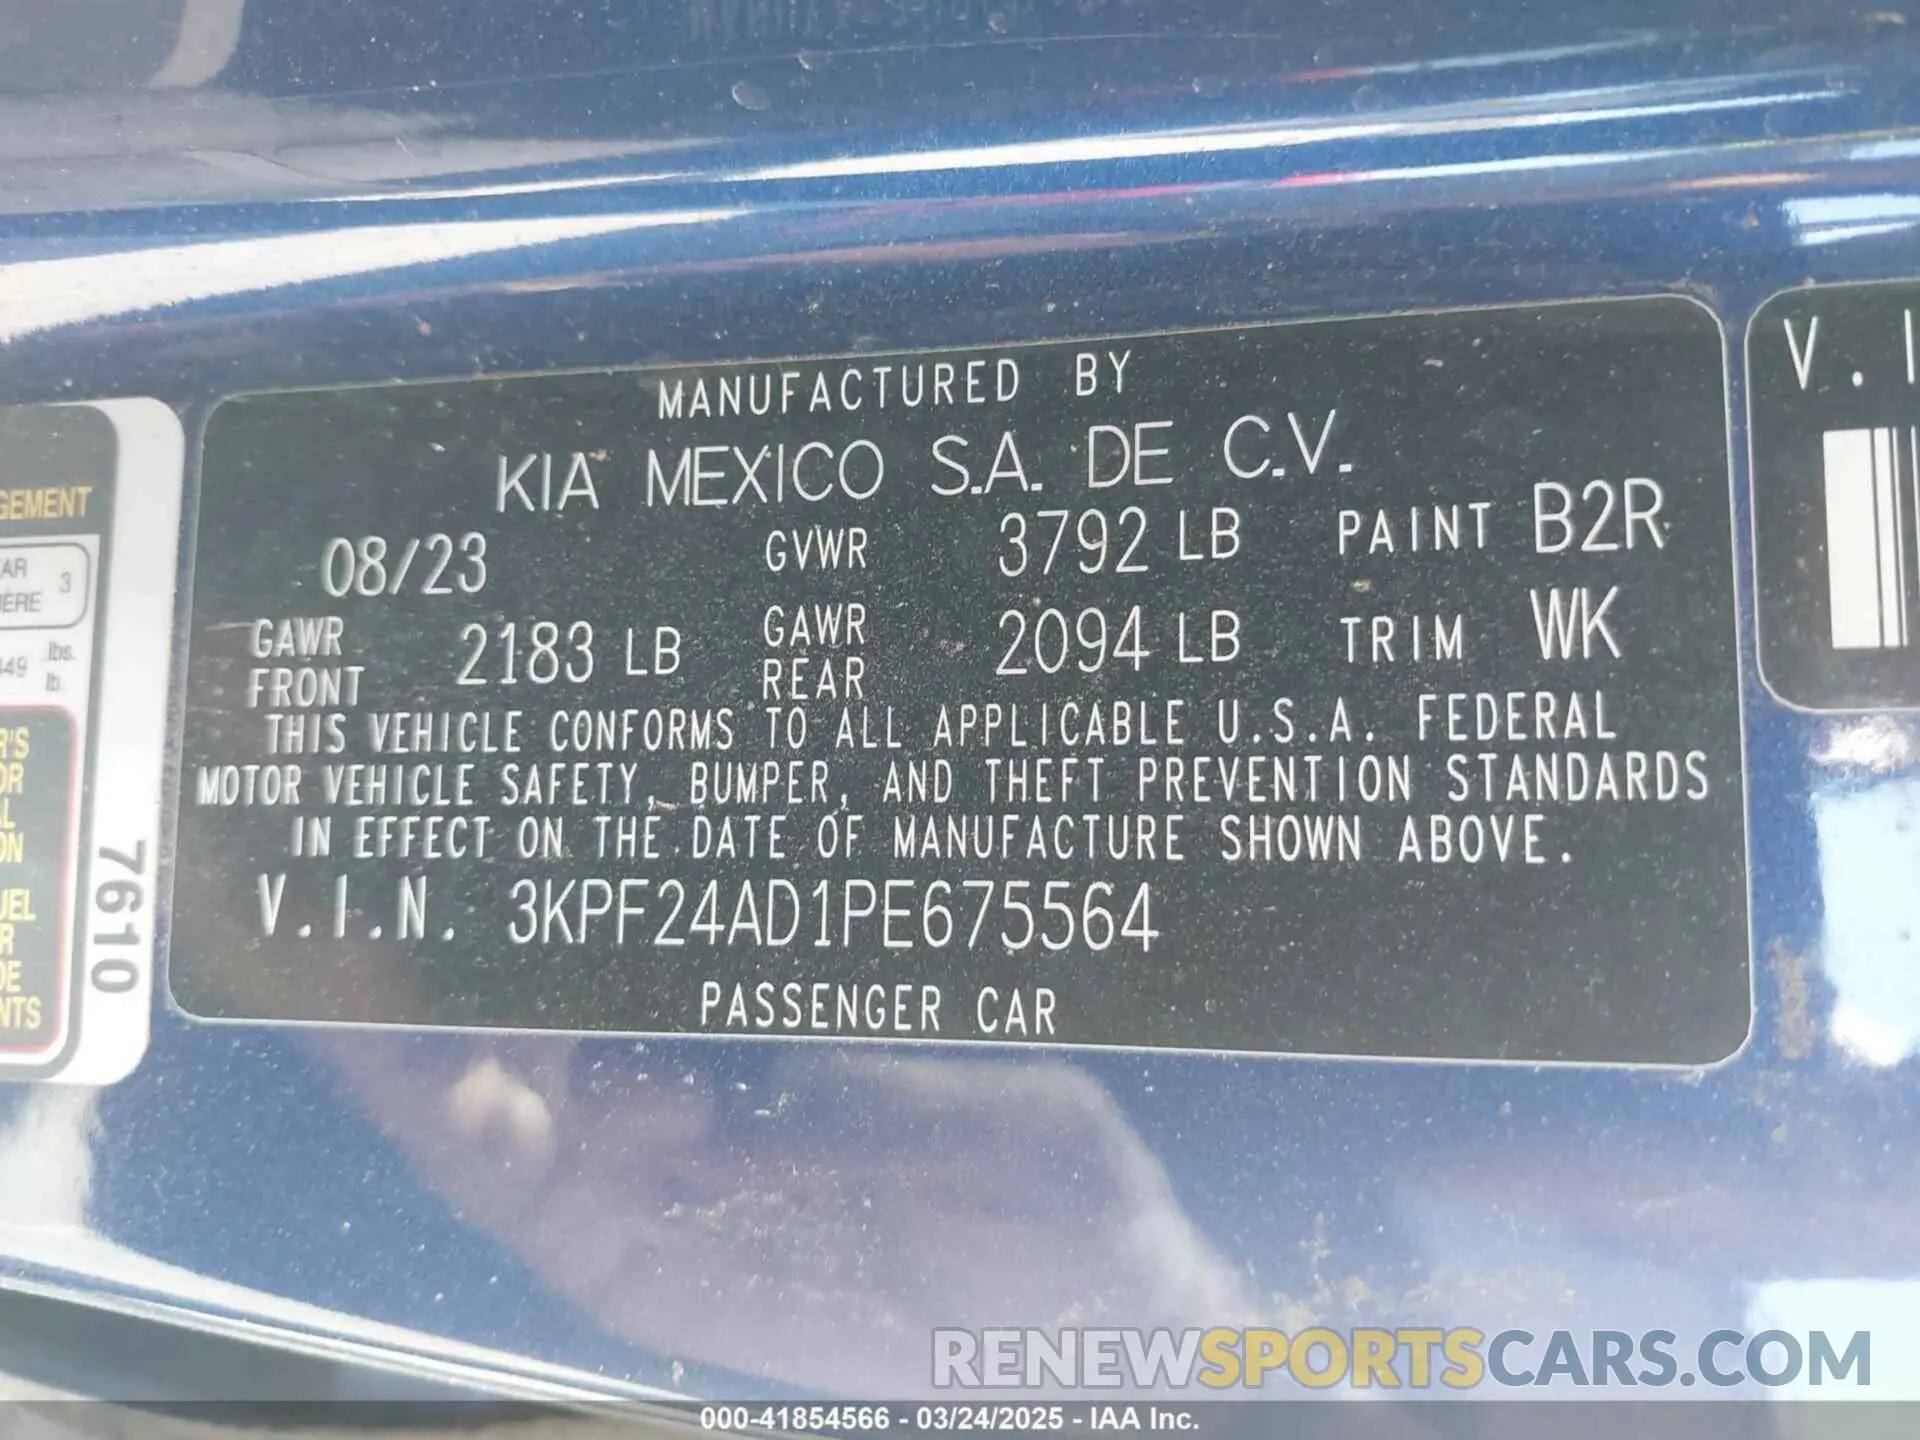 MANUFACTURED BY
KIA MEXICO S.A. DE C.V.
08/23 GVWR 3792 LB PAINT B2R
GAWR FRONT 2183 LB GAWR REAR 2094 LB TRIM WK
THIS VEHICLE CONFORMS TO ALL APPLICABLE U.S.A. FEDERAL
MOTOR VEHICLE SAFETY, BUMPER, AND THEFT PREVENTION STANDARDS
IN EFFECT ON THE DATE OF MANUFACTURE SHOWN ABOVE.
V.I.N. 3KPF24AD1PE675564
PASSENGER CAR
V.I
3
lbs.
lb.
7610
RENEWSPORTSCARS.COM
000-41854566 - 03/24/2025 - IAA Inc.